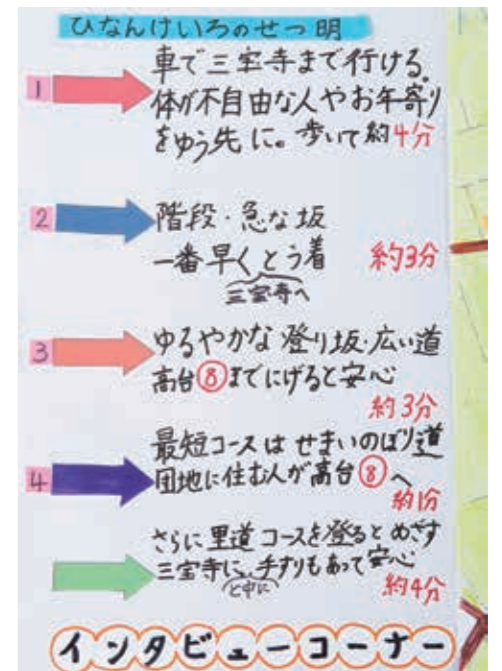 ひなんけいろのせつ明
1
車で三宝寺まで行ける。
体が不自由な人やお年寄り
をゆう先に。歩いて約4分
2
階段・急な坂
一番早くとう着 約3分
三宝寺へ
3
ゆるやかな登り坂・広い道
高台⑧までにげると安心
約3分
4
最短コースはせまいのぼり道
団地に住む人が高台⑧へ
約1分
さらに里道コースを登るとめざす
三宝寺に、手すりもあって安心
と中に
約4分
インタビューコーナー